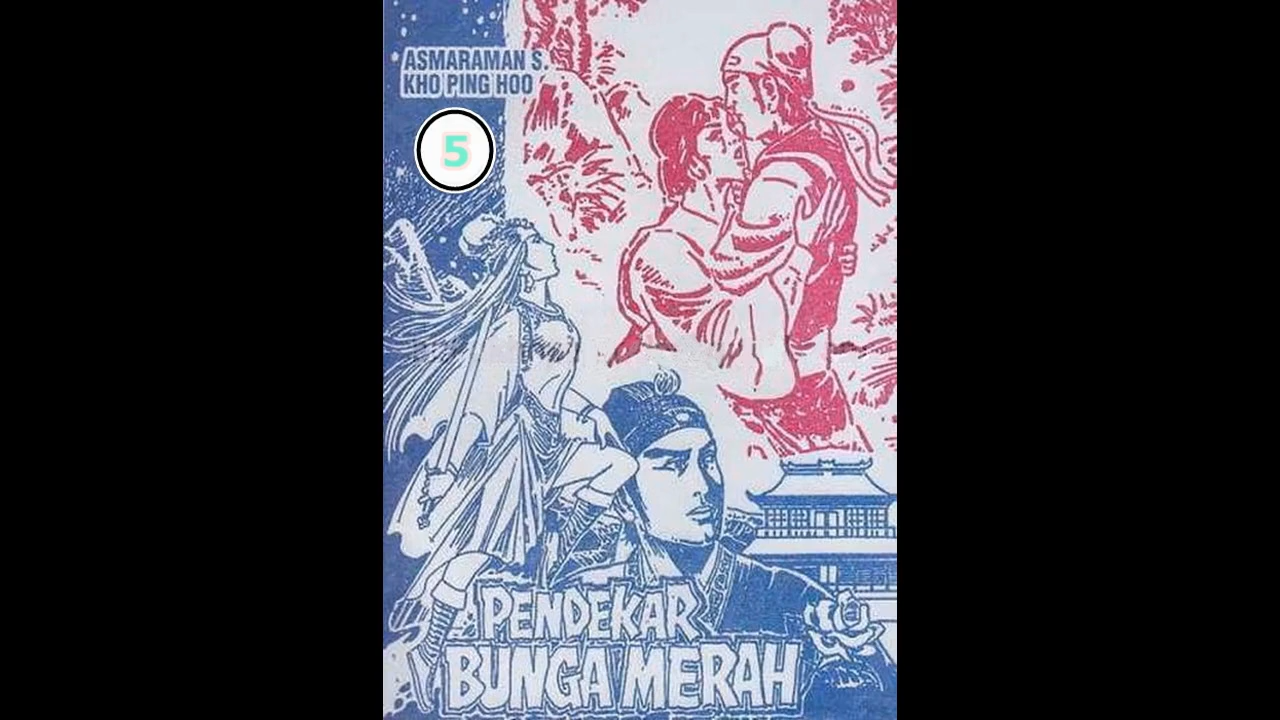 ASMARAMAN S.
KHO PING HOO
5
PENDEKAR
BUNGA MERAH